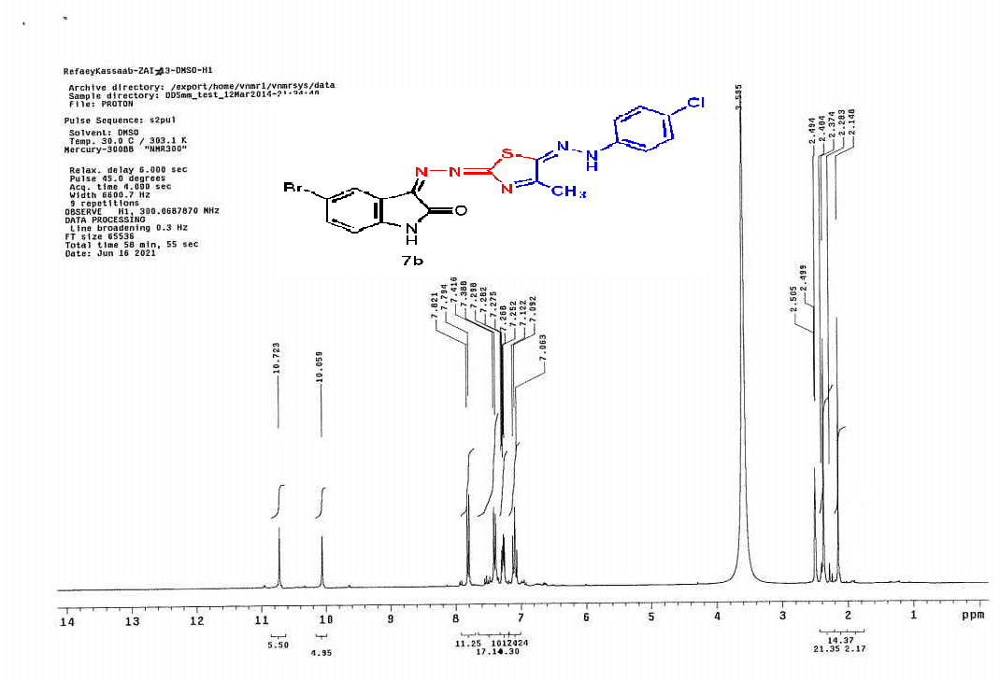 RefaeyKassaab-ZAI-13-DMSO-H1
Archive directory: /export/home/vnmr1/vnmrsys/data
Sample directory: DD5mm_test_12Mar2014-21:34:40
File: PROTON
Pulse Sequence: s2pul
Solvent: DMSO
Temp. 30.0 C / 303.1 K
Mercury-300BB "NMR300"
Relax. delay 6.000 sec
Pulse 45.0 degrees
Acq. time 4.000 sec
Width 6600.7 Hz
9 repetitions
OBSERVE H1, 300.0687870 MHz
DATA PROCESSING
Line broadening 0.3 Hz
FT size 65536
Total time 58 min, 55 sec
Date: Jun 16 2021
Cl
S
N
N
H
N
N
N
CH3
Br
O
N
H
7b
10.723
10.059
7.821
7.794
7.416
7.388
7.298
7.282
7.275
7.268
7.252
7.122
7.092
7.063
3.595
2.505
2.499
2.494
2.404
2.374
2.283
2.148
14 13 12 11 10 9 8 7 6 5 4 3 2 1 ppm
5.50
4.95
11.25
17.14
14.37
21.35 2.17